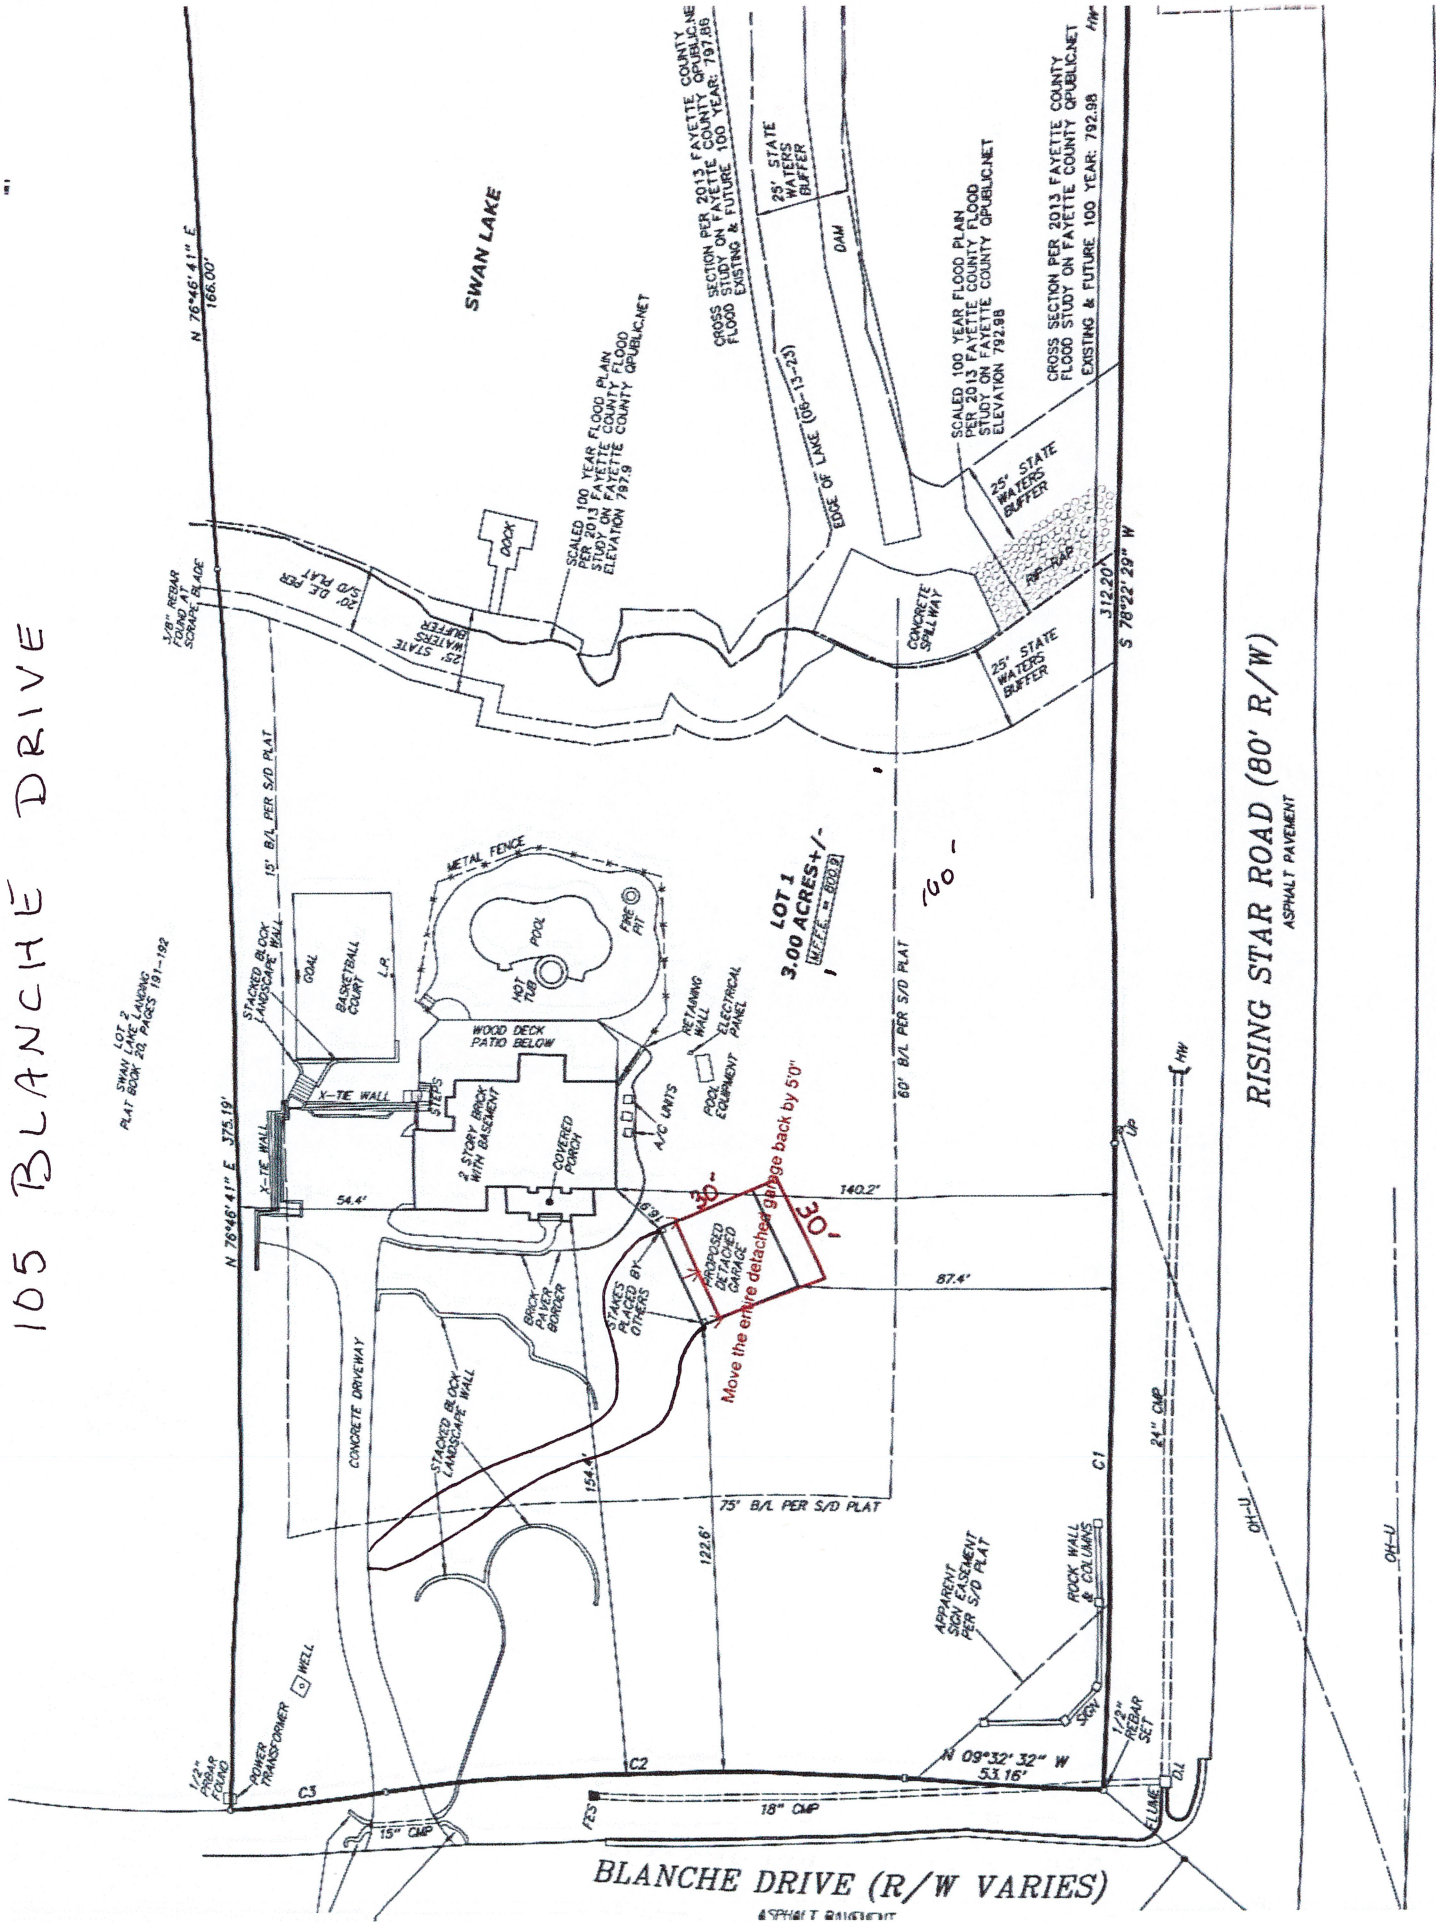 105 BLANCHE DRIVE
LOT 2
SWAN LAKE LANDING
PLAT BOOK 20, PAGES 191-192
N 76°46'41" E
166.00'
N 76°46'41" E 375.19'
3/8" REBAR
FOUND AT
SCRAPE BLADE
1/2"
FOUND
POWER
TRANSFORMER
WELL
SWAN LAKE
20' D.E. PER
S/D PLAT
25' STATE
WATERS
BUFFER
DOCK
SCALED 100 YEAR FLOOD PLAIN
PER 2013 FAYETTE COUNTY FLOOD
STUDY ON FAYETTE COUNTY QPUBLIC.NET
ELEVATION 797.9
CROSS SECTION PER 2013 FAYETTE COUNTY
FLOOD STUDY ON FAYETTE COUNTY QPUBLIC.NE
EXISTING & FUTURE 100 YEAR: 797.86
25' STATE
WATERS
BUFFER
DAM
EDGE OF LAKE (06-13-23)
SCALED 100 YEAR FLOOD PLAIN
PER 2013 FAYETTE COUNTY FLOOD
STUDY ON FAYETTE COUNTY QPUBLIC.NET
ELEVATION 792.98
CROSS SECTION PER 2013 FAYETTE COUNTY
FLOOD STUDY ON FAYETTE COUNTY QPUBLIC.NET
EXISTING & FUTURE 100 YEAR: 792.98
HW
25' STATE
WATERS
BUFFER
RIP-RAP
CONCRETE
SPILLWAY
25' STATE
WATERS
BUFFER
312.20'
S 78°22'29" W
15' B/L PER S/D PLAT
STACKED BLOCK
LANDSCAPE WALL
GOAL
BASKETBALL
COURT
L.P.
METAL FENCE
POOL
HOT
TUB
FIRE
PIT
LOT 1
3.00 ACRES+/-
M.F.F.E. = 800.9
X-TIE WALL
X-TIE WALL
STEPS
WOOD DECK
PATIO BELOW
2 STORY BRICK
WITH BASEMENT
COVERED
PORCH
RETAINING
WALL
ELECTRICAL
PANEL
POOL
EQUIPMENT
A/C UNITS
60' B/L PER S/D PLAT
54.4'
16.9'
30'
30'
140.2'
87.4'
PROPOSED
DETACHED
GARAGE
Move the entire detached garage back by 5'0"
STAKES
PLACED BY
OTHERS
BRICK
PAVER
BORDER
CONCRETE DRIVEWAY
STACKED BLOCK
LANDSCAPE WALL
154.4'
75' B/L PER S/D PLAT
122.6'
APPARENT
SIGN EASEMENT
PER S/D PLAT
ROCK WALL
& COLUMNS
SIGN
1/2"
REBAR
SET
C1
C2
C3
N 09°32'32" W
53.16'
UP
HW
24" CMP
OH-U
OH-U
15" CMP
FES
18" CMP
FLUME
D.I.
RISING STAR ROAD (80' R/W)
ASPHALT PAVEMENT
BLANCHE DRIVE (R/W VARIES)
ASPHALT PAVEMENT